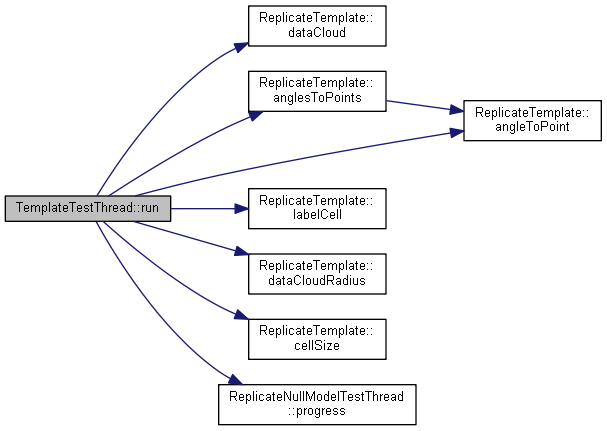 ReplicateTemplate::
dataCloud
ReplicateTemplate::
anglesToPoints
ReplicateTemplate::
angleToPoint
TemplateTestThread::run
ReplicateTemplate::
labelCell
ReplicateTemplate::
dataCloudRadius
ReplicateTemplate::
cellSize
ReplicateNullModelTestThread
::progress